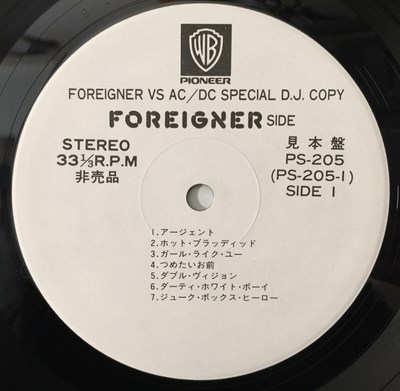 WB
PIONEER
FOREIGNER VS AC/DC SPECIAL D.J. COPY
FOREIGNER SIDE
STEREO
33 1/3 R.P.M
非売品
見本盤
PS-205
(PS-205-1)
SIDE 1
1.アージェント
2.ホット・ブラッディッド
3.ガール・ライク・ユー
4.つめたいお前
5.ダブル・ヴィジョン
6.ダーティ・ホワイト・ボーイ
7.ジューク・ボックス・ヒーロー